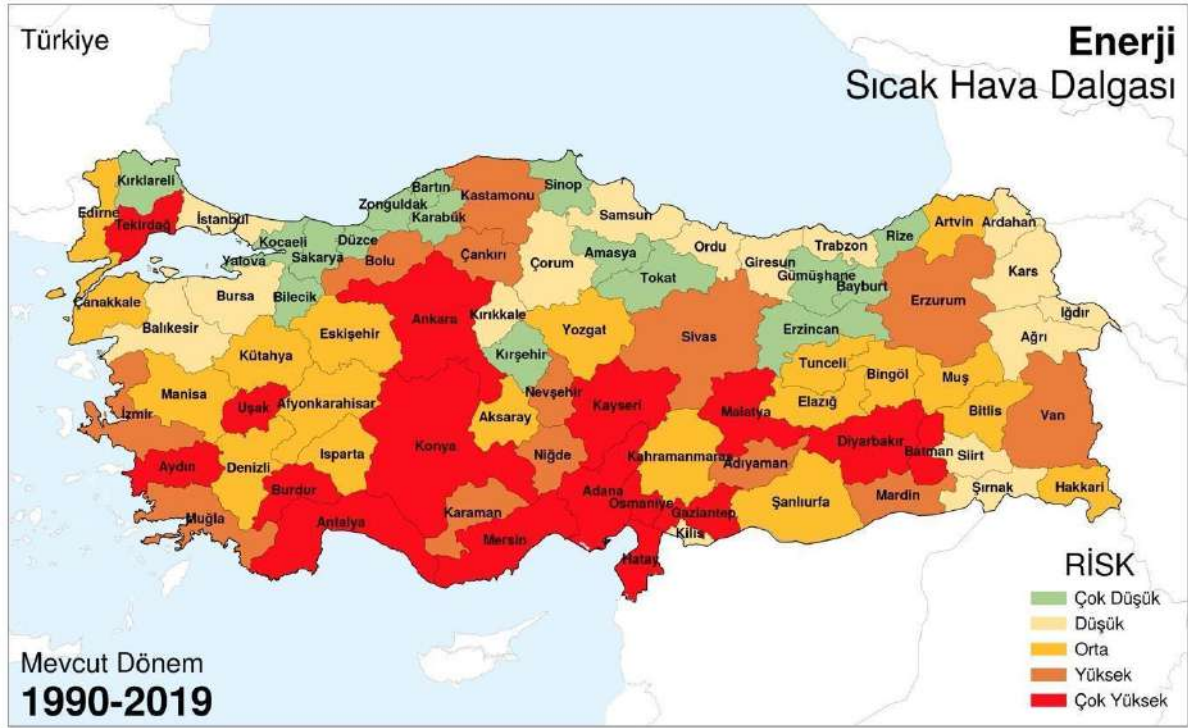 Türkiye
Enerji
Sıcak Hava Dalgası
Kırklareli
Edirne
Tekirdağ
İstanbul
Kocaeli
Yalova
Sakarya
Düzce
Zonguldak
Bartın
Karabük
Kastamonu
Sinop
Samsun
Bolu
Çankırı
Çorum
Amasya
Tokat
Ordu
Giresun
Trabzon
Gümüşhane
Bayburt
Rize
Artvin
Ardahan
Kars
Iğdır
Ağrı
Erzurum
Erzincan
Çanakkale
Balıkesir
Bursa
Bilecik
Eskişehir
Kütahya
Ankara
Kırıkkale
Kırşehir
Yozgat
Sivas
Tunceli
Bingöl
Muş
Bitlis
Van
Elazığ
Malatya
Diyarbakır
Batman
Siirt
Şırnak
Hakkari
Mardin
Şanlıurfa
Adıyaman
Kahramanmaraş
Kayseri
Nevşehir
Niğde
Aksaray
Konya
Karaman
Mersin
Adana
Osmaniye
Gaziantep
Kilis
Hatay
Antalya
Burdur
Isparta
Afyonkarahisar
Uşak
Manisa
İzmir
Aydın
Denizli
Muğla
RİSK
Çok Düşük
Düşük
Orta
Yüksek
Çok Yüksek
Mevcut Dönem
1990-2019